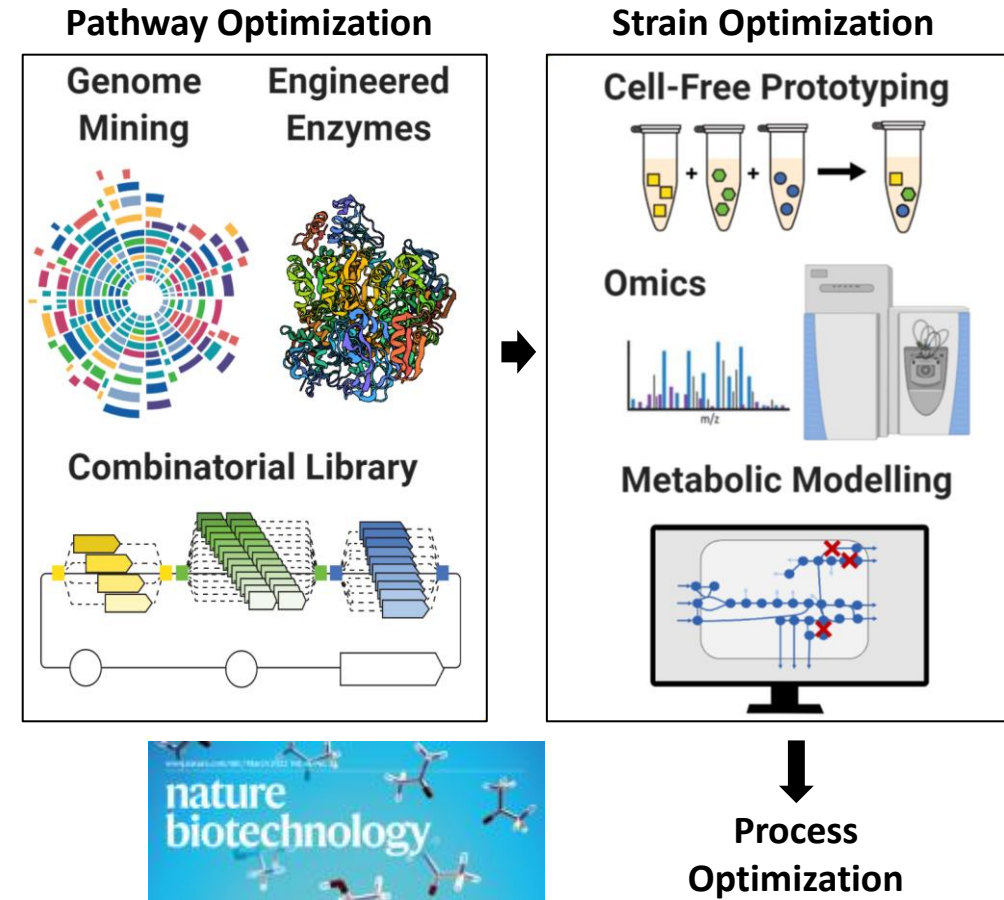 Pathway Optimization
Genome
Mining
Engineered
Enzymes
Combinatorial Library
Strain Optimization
Cell-Free Prototyping
+
+
Omics
m/z
Metabolic Modelling
nature
biotechnology
Process
Optimization